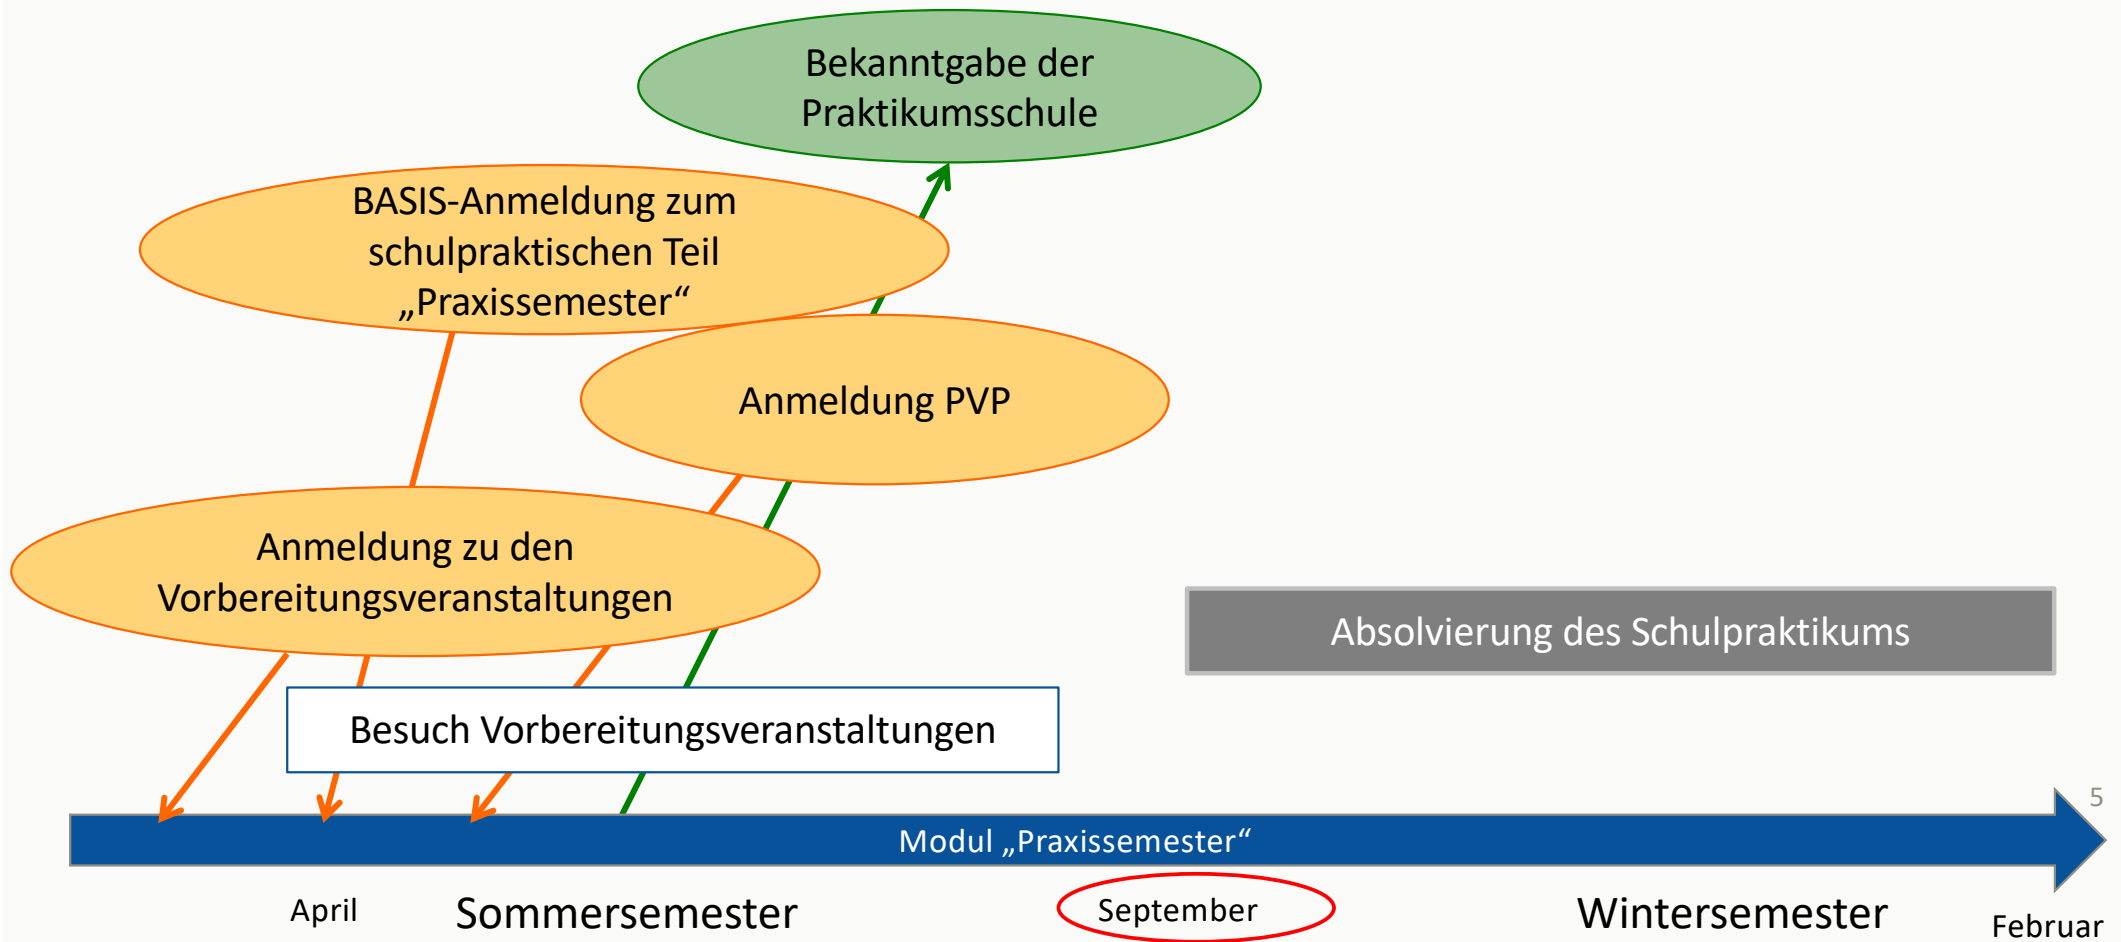 Bekanntgabe der
Praktikumsschule
BASIS-Anmeldung zum
schulpraktischen Teil
„Praxissemester“
Anmeldung PVP
Anmeldung zu den
Vorbereitungsveranstaltungen
Absolvierung des Schulpraktikums
Besuch Vorbereitungsveranstaltungen
5
Modul „Praxissemester“
April
Sommersemester
September
Wintersemester
Februar